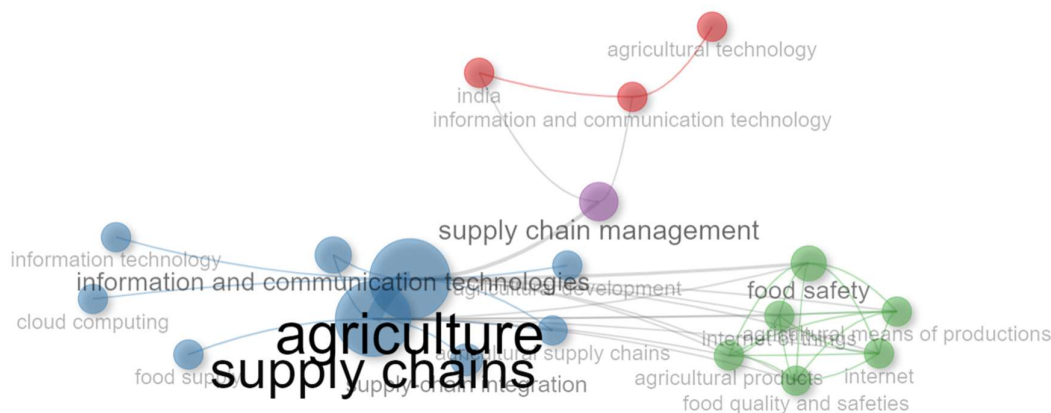 agricultural technology
india
information and communication technology
supply chain management
information technology
information and communication technologies
agricultural development
food safety
cloud computing
agriculture
internet of things
agricultural means of productions
agricultural supply chains
food supply
supply chains
supply chain integration
agricultural products
internet
food quality and safeties